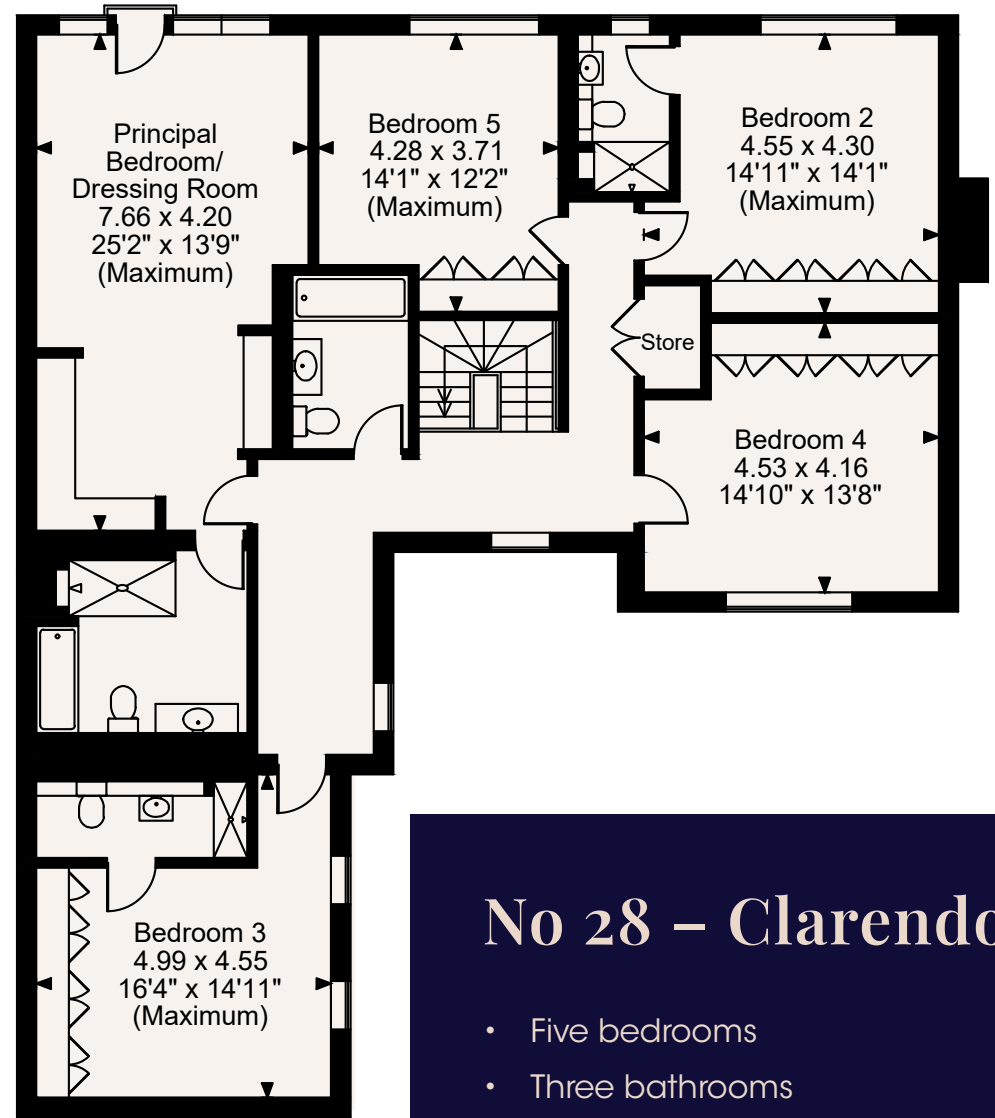 Principal
Bedroom/
Dressing Room
7.66 x 4.20
25'2" x 13'9"
(Maximum)
Bedroom 5
4.28 x 3.71
14'1" x 12'2"
(Maximum)
Bedroom 2
4.55 x 4.30
14'11" x 14'1"
(Maximum)
Store
Bedroom 4
4.53 x 4.16
14'10" x 13'8"
Bedroom 3
4.99 x 4.55
16'4" x 14'11"
(Maximum)
No 28 – Clarendo
• Five bedrooms
• Three bathrooms